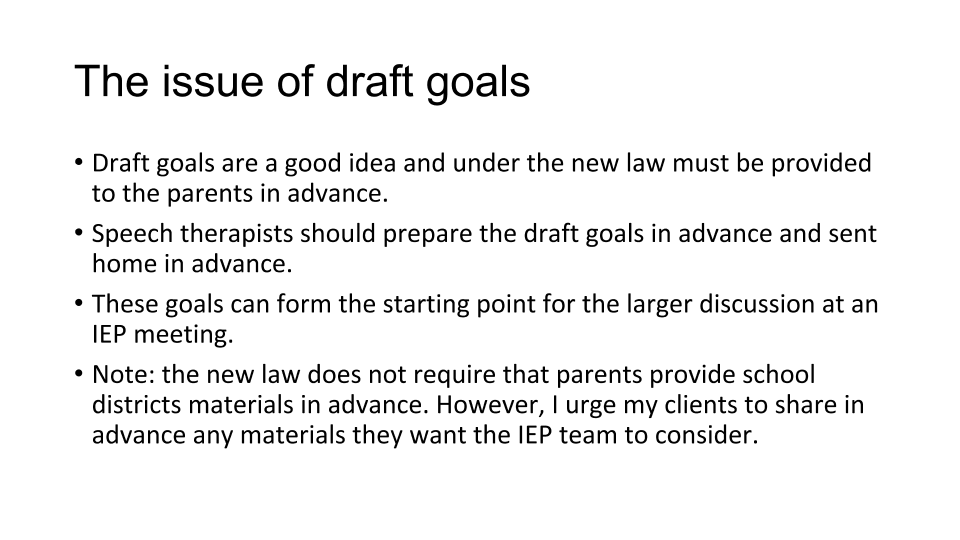 The issue of draft goals
• Draft goals are a good idea and under the new law must be provided
to the parents in advance.
• Speech therapists should prepare the draft goals in advance and sent
home in advance.
• These goals can form the starting point for the larger discussion at an
IEP meeting.
• Note: the new law does not require that parents provide school
districts materials in advance. However, I urge my clients to share in
advance any materials they want the IEP team to consider.